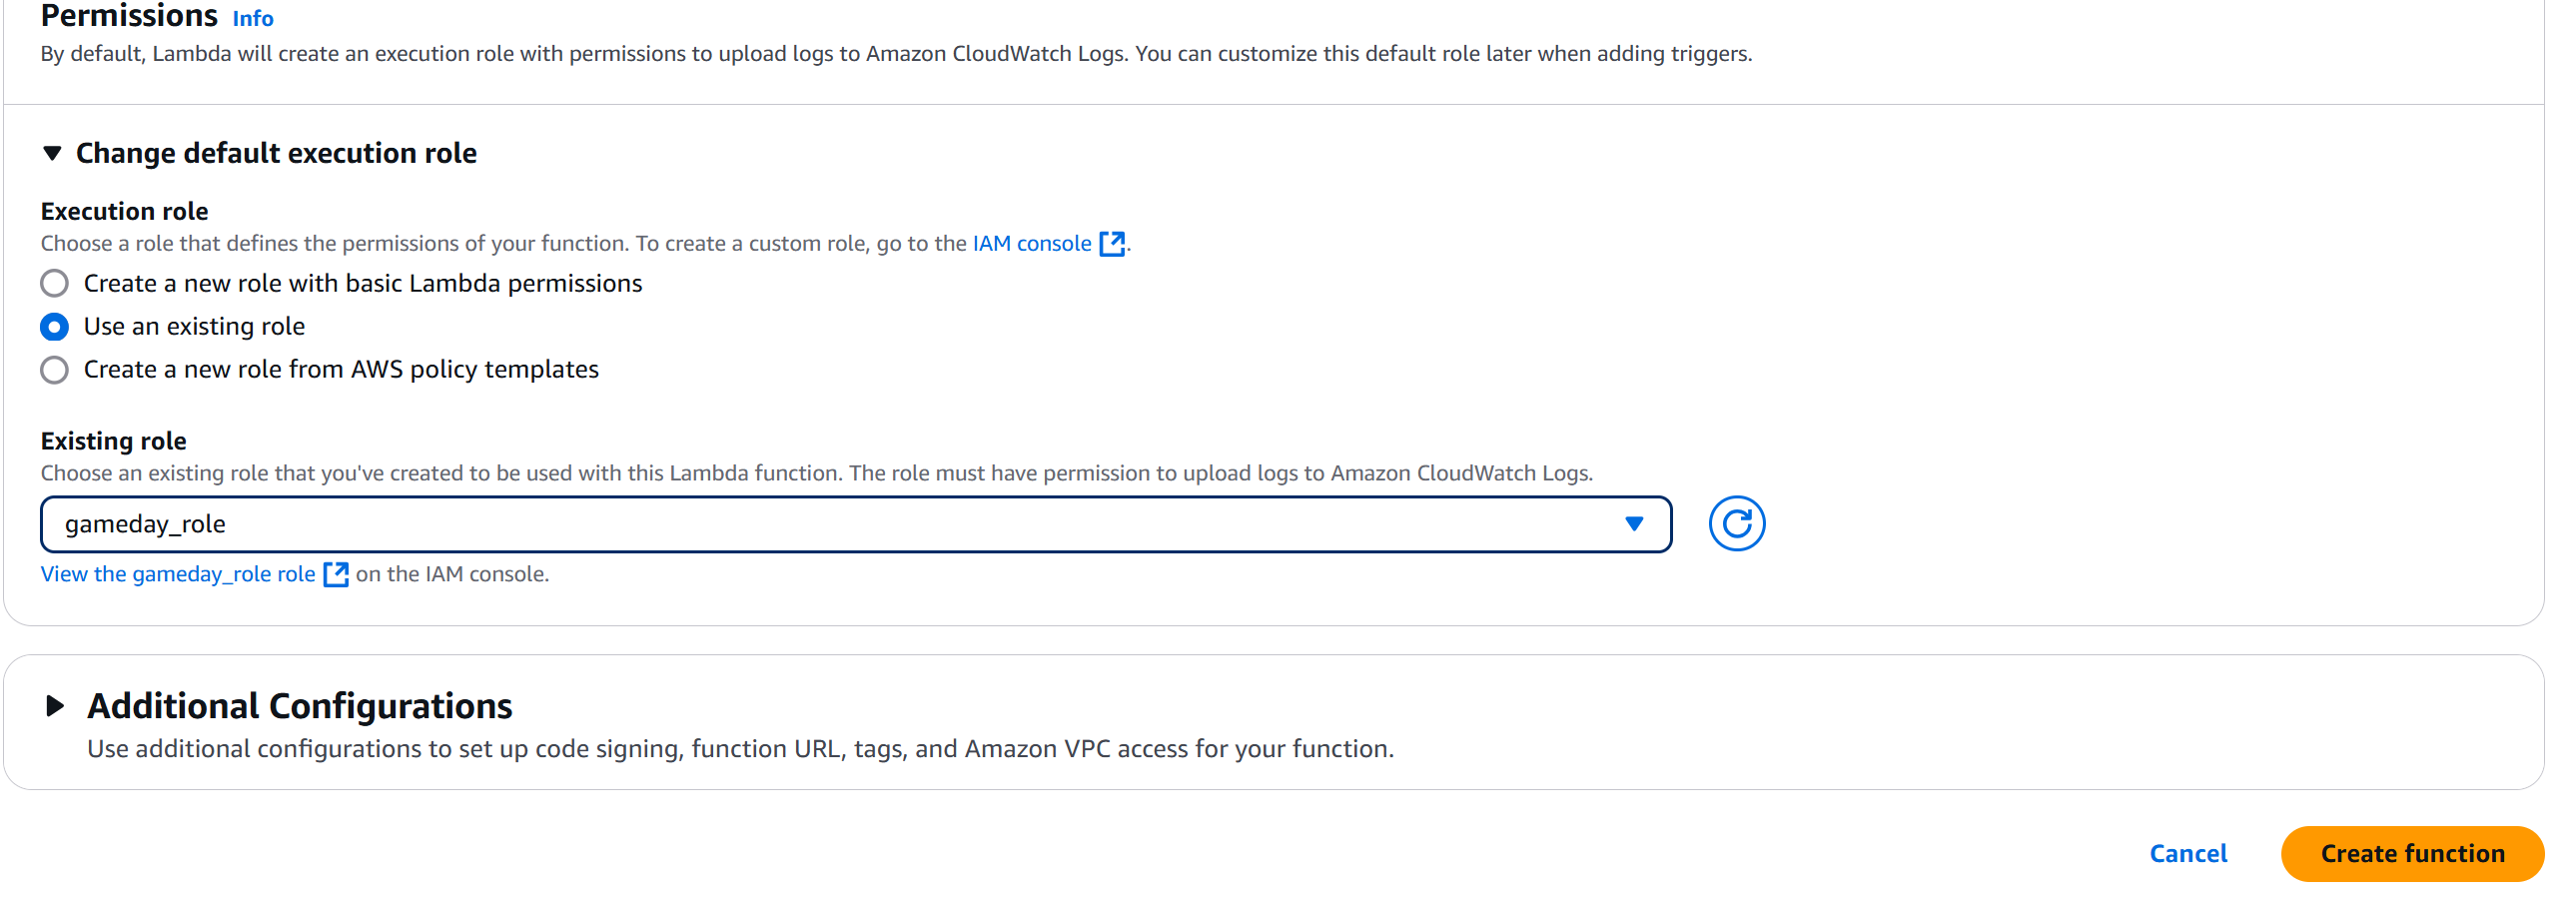 Permissions Info
By default, Lambda will create an execution role with permissions to upload logs to Amazon CloudWatch Logs. You can customize this default role later when adding triggers.
Change default execution role
Execution role
Choose a role that defines the permissions of your function. To create a custom role, go to the IAM console.
Create a new role with basic Lambda permissions
Use an existing role
Create a new role from AWS policy templates
Existing role
Choose an existing role that you've created to be used with this Lambda function. The role must have permission to upload logs to Amazon CloudWatch Logs.
gameday_role
View the gameday_role role on the IAM console.
Additional Configurations
Use additional configurations to set up code signing, function URL, tags, and Amazon VPC access for your function.
Cancel Create function